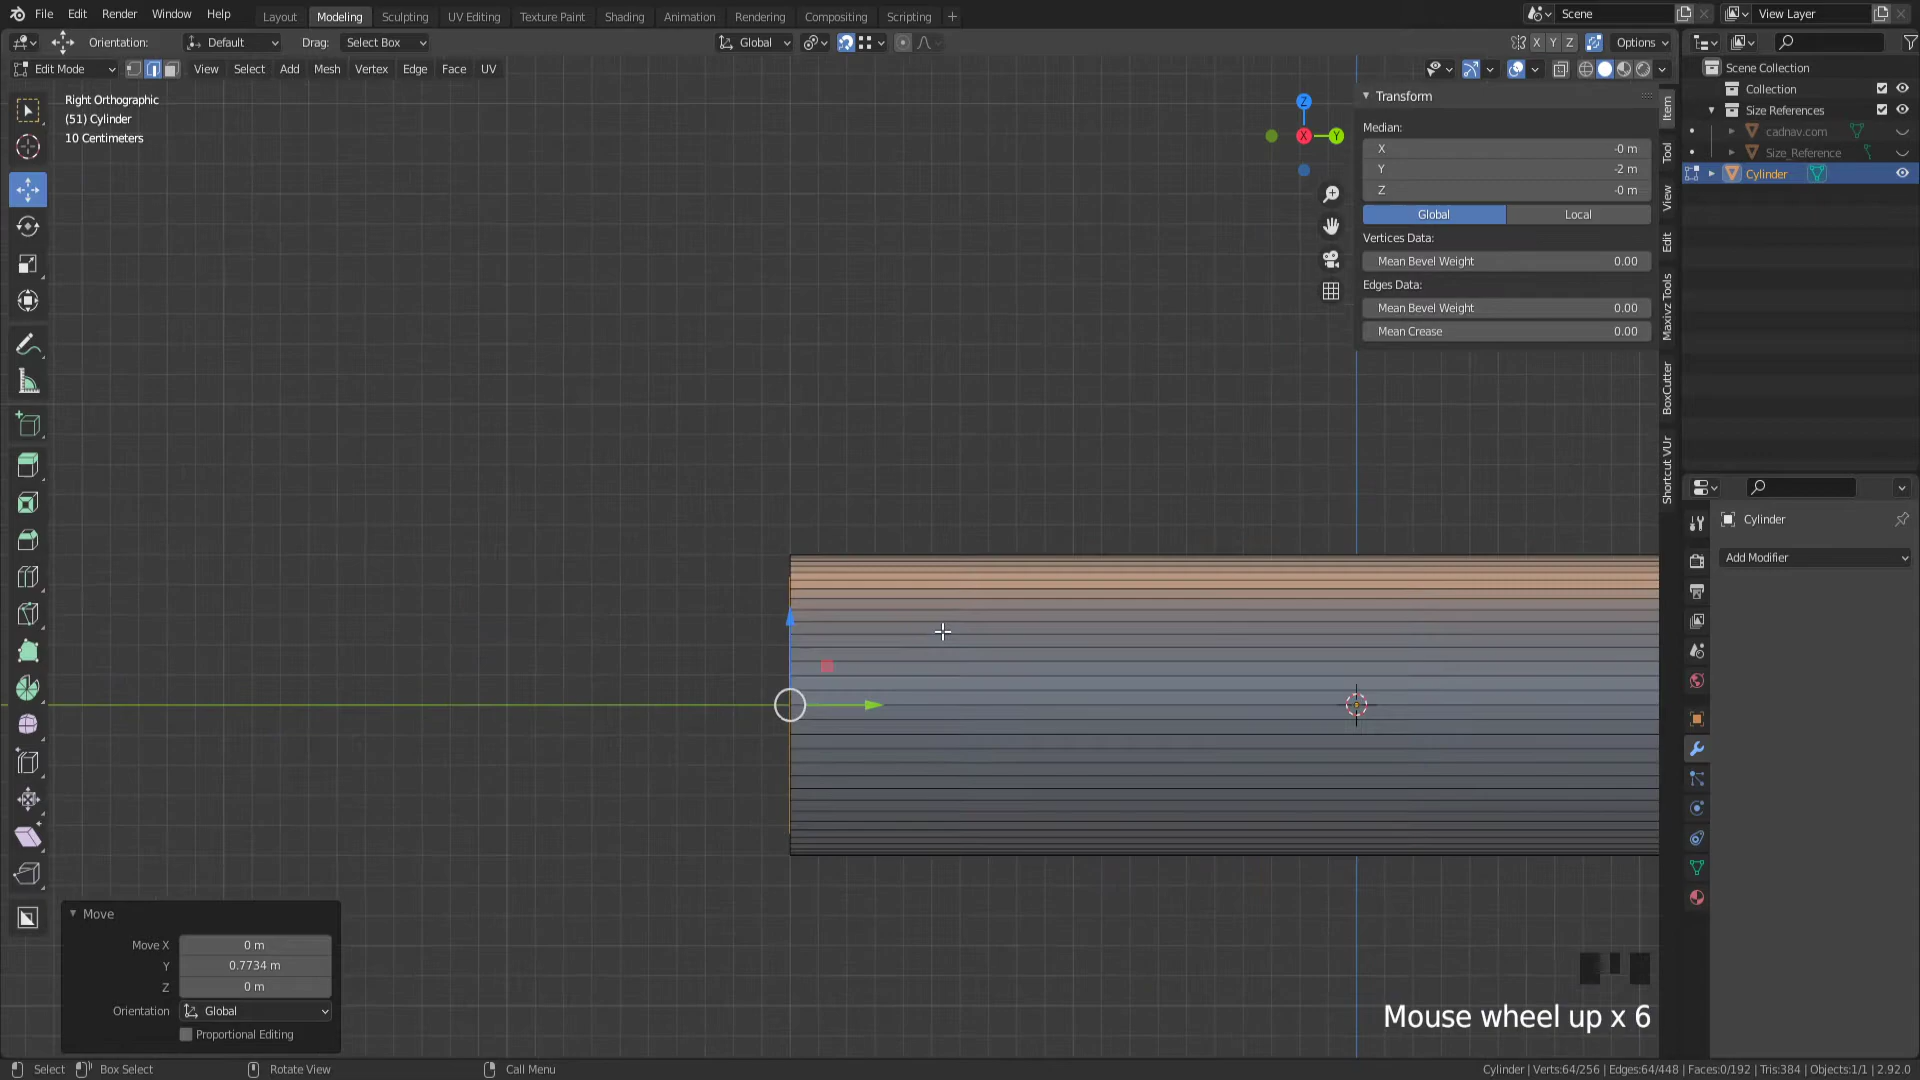 File Edit Render Window Help Layout Modeling Sculpting UV Editing Texture Paint Shading Animation Rendering Compositing Scripting + Scene View Layer
Orientation: Default Drag: Select Box Global X Y Z Options
Edit Mode View Select Add Mesh Vertex Edge Face UV
Right Orthographic
(51) Cylinder
10 Centimeters
Z
X
Y
Transform
Median:
X -0 m
Y -2 m
Z -0 m
Global Local
Vertices Data:
Mean Bevel Weight 0.00
Edges Data:
Mean Bevel Weight 0.00
Mean Crease 0.00
Item
Tool
View
Edit
Maxivz Tools
BoxCutter
Shortcut VUr
Scene Collection
Collection
Size References
cadnav.com
Size_Reference
Cylinder
Cylinder
Add Modifier
Move
Move X 0 m
Y 0.7734 m
Z 0 m
Orientation Global
Proportional Editing
Mouse wheel up x 6
Select Box Select Rotate View Call Menu Cylinder | Verts:64/256 | Edges:64/448 | Faces:0/192 | Tris:384 | Objects:1/1 | 2.92.0